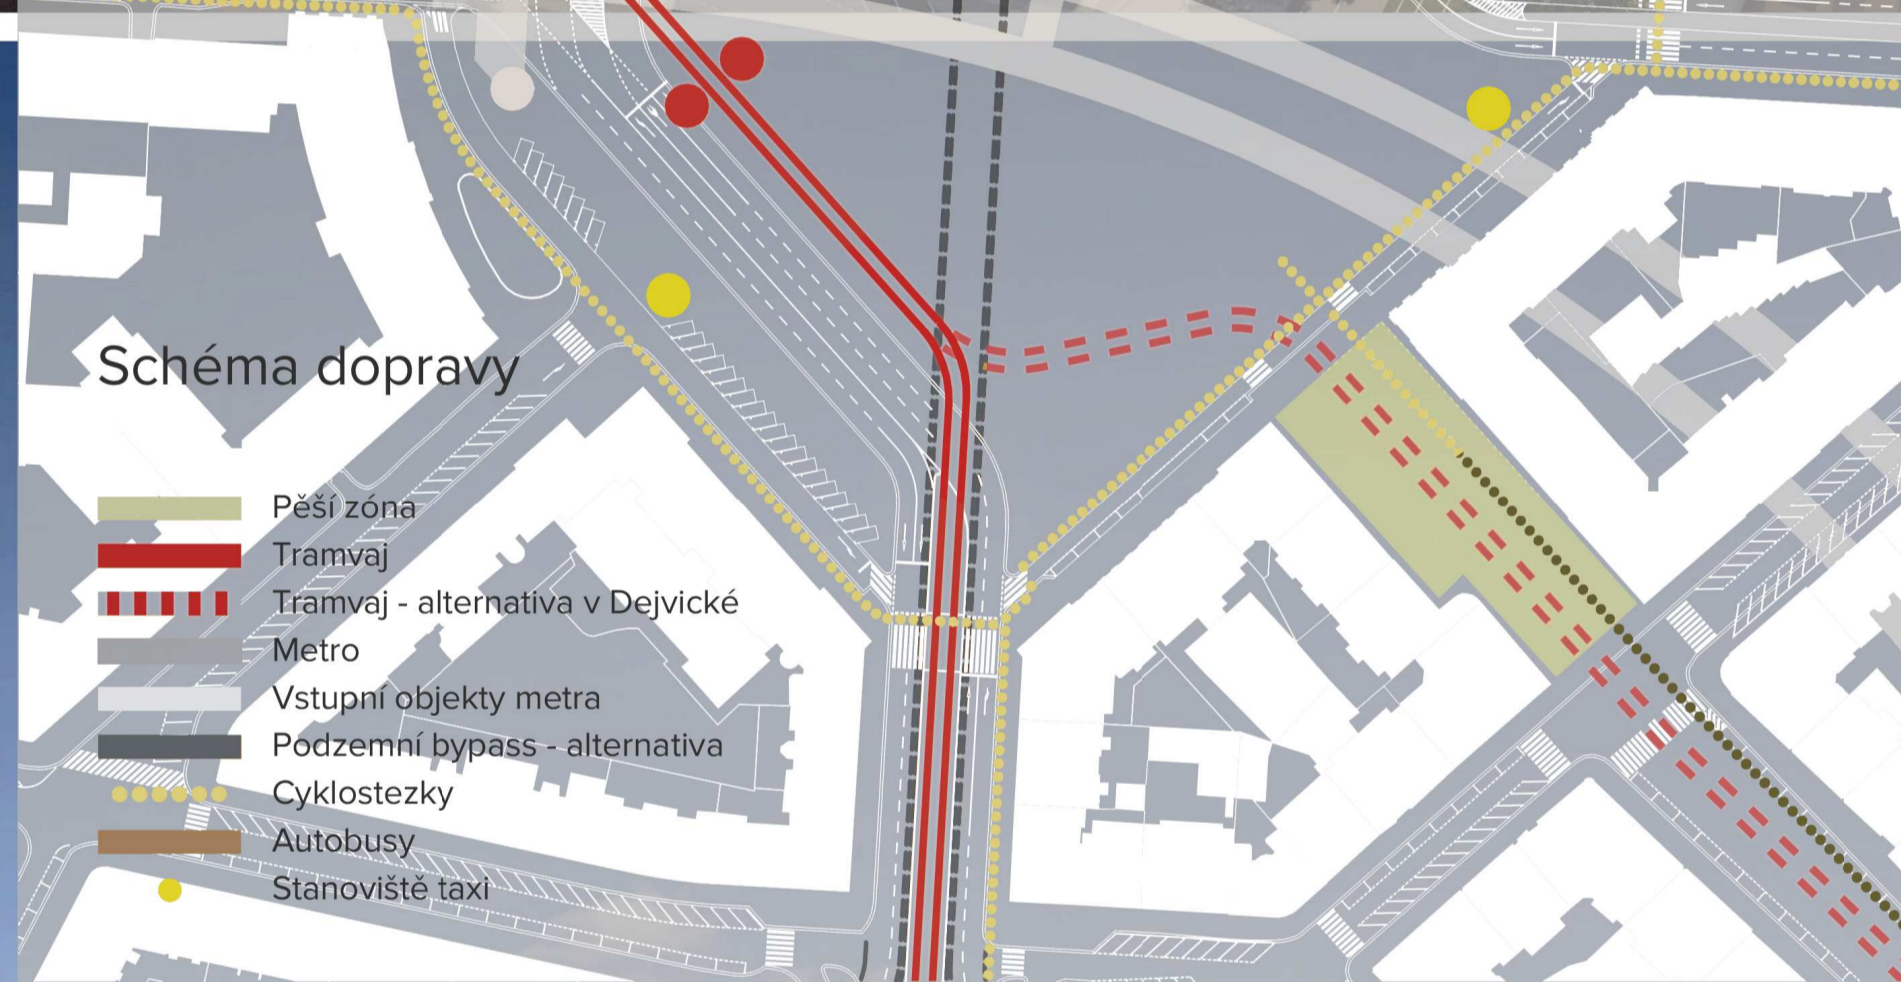 Schéma dopravy
Pěší zóna
Tramvaj
Tramvaj - alternativa v Dejvické
Metro
Vstupní objekty metra
Podzemní bypass - alternativa
Cyklostezky
Autobusy
Stanoviště taxi